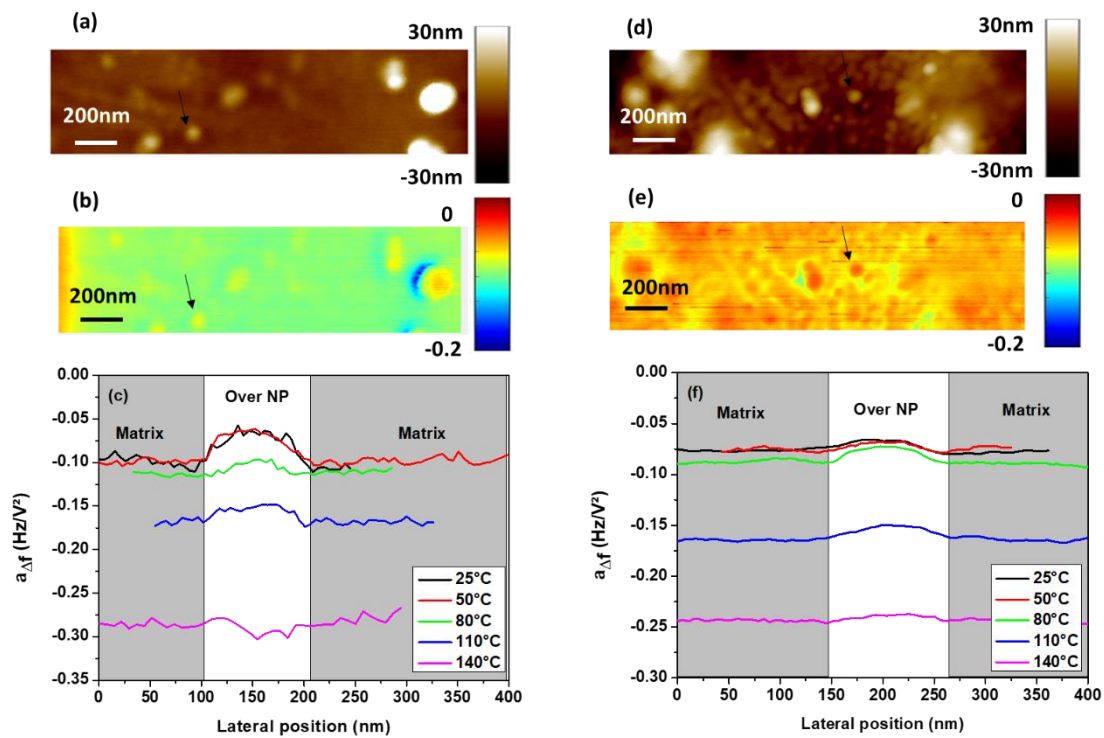 (a)
30nm
200nm
-30nm
(b)
0
200nm
-0.2
0.00
(c)
Over NP
-0.05
Matrix
Matrix
-0.10
-0.15
-0.20
-0.25
-0.30
-0.35
a∆f (Hz/V²)
25°C
50°C
80°C
110°C
140°C
0 50 100 150 200 250 300 350 400
Lateral position (nm)
(d)
30nm
200nm
-30nm
(e)
0
200nm
-0.2
0.00
(f)
Over NP
Matrix
Matrix
-0.05
-0.10
-0.15
-0.20
-0.25
-0.30
a∆f (Hz/V²)
25°C
50°C
80°C
110°C
140°C
0 50 100 150 200 250 300 350 400
Lateral position (nm)